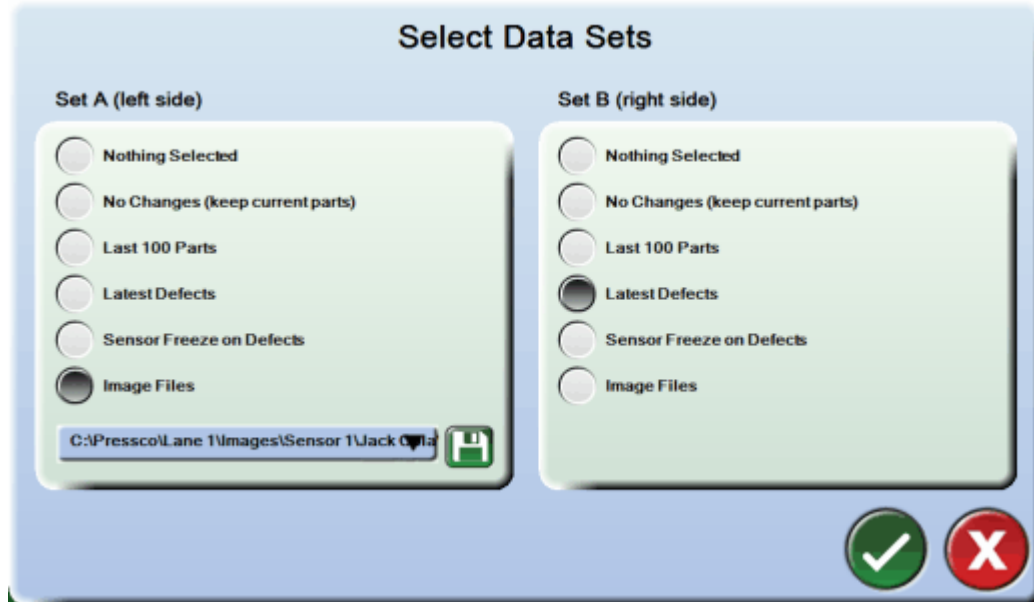 Select Data Sets
Set A (left side)
Nothing Selected
No Changes (keep current parts)
Last 100 Parts
Latest Defects
Sensor Freeze on Defects
Image Files
C:\Pressco\Lane 1\Images\Sensor 1\Jack
Set B (right side)
Nothing Selected
No Changes (keep current parts)
Last 100 Parts
Latest Defects
Sensor Freeze on Defects
Image Files